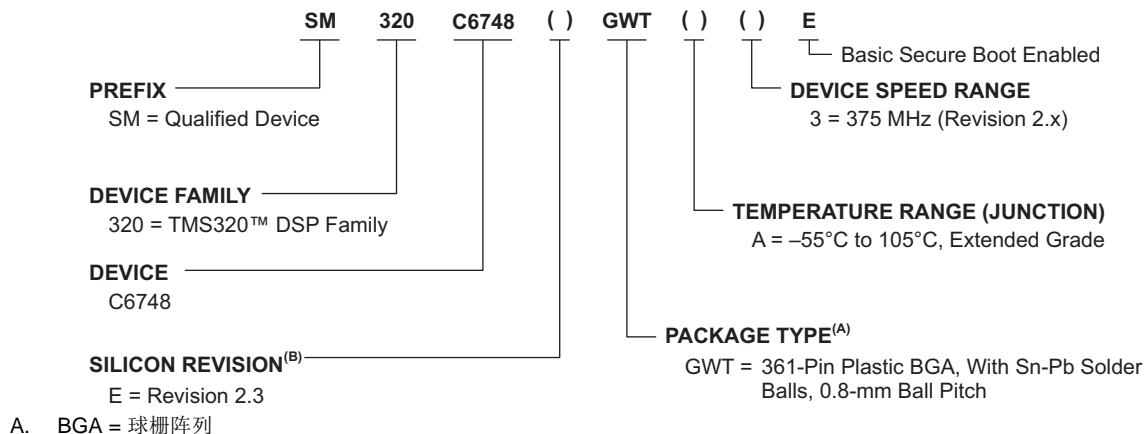 SM 320 C6748 ( ) GWT ( ) ( ) E
Basic Secure Boot Enabled
PREFIX
SM = Qualified Device
DEVICE SPEED RANGE
3 = 375 MHz (Revision 2.x)
DEVICE FAMILY
320 = TMS320™ DSP Family
TEMPERATURE RANGE (JUNCTION)
A = –55°C to 105°C, Extended Grade
DEVICE
C6748
PACKAGE TYPE(A)
GWT = 361-Pin Plastic BGA, With Sn-Pb Solder
Balls, 0.8-mm Ball Pitch
SILICON REVISION(B)
E = Revision 2.3
A. BGA = 球栅阵列